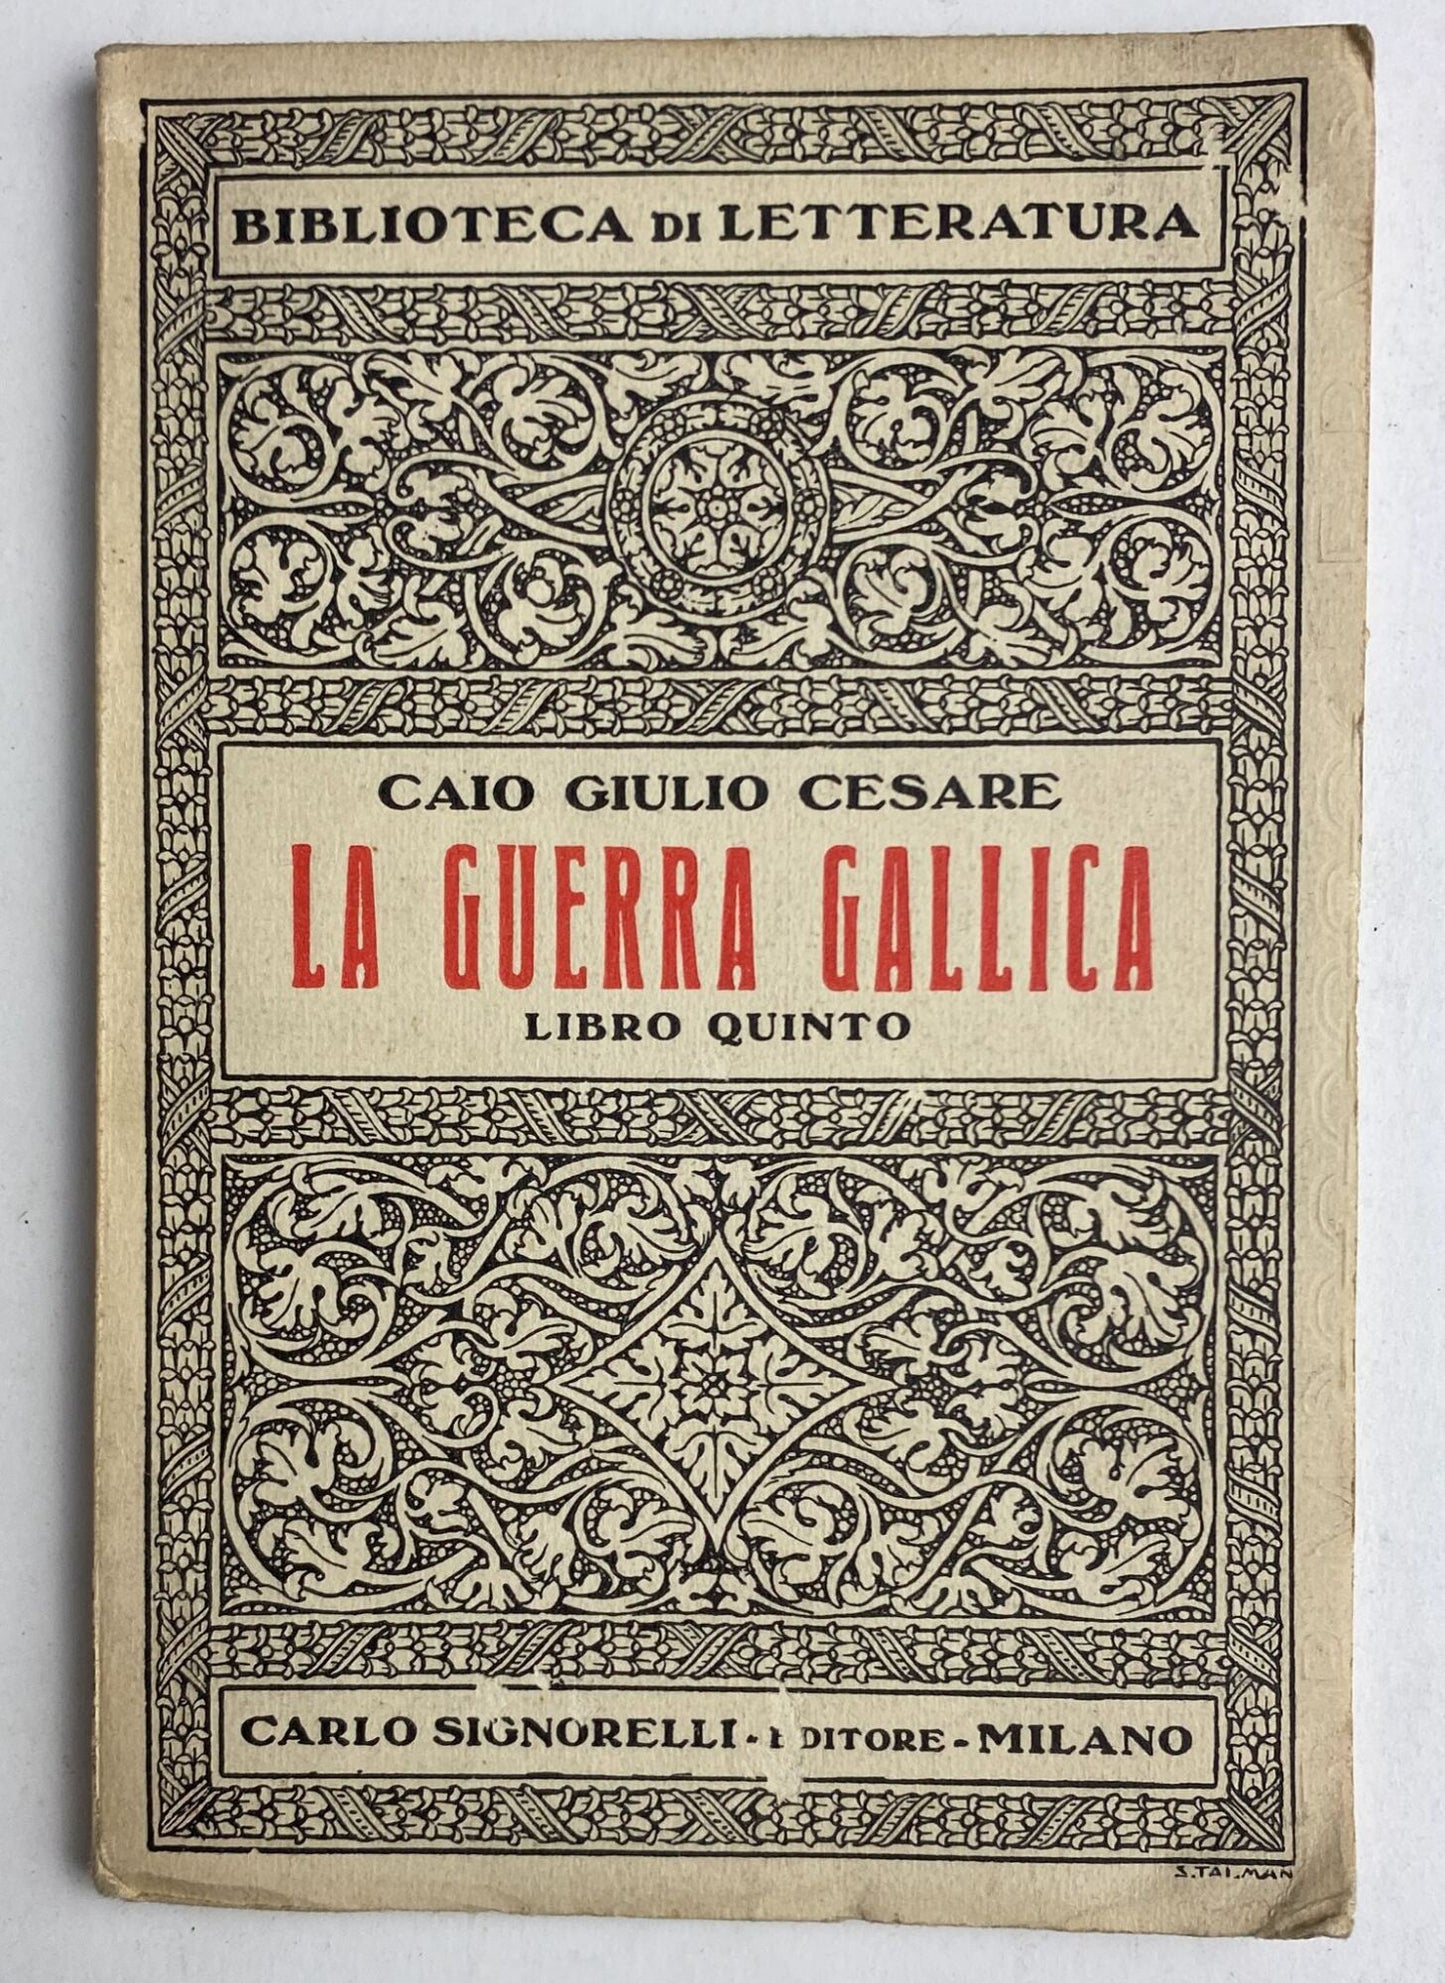 BIBLIOTECA DI LETTERATURA
CAIO GIULIO CESARE
LA GUERRA GALLICA
LIBRO QUINTO
CARLO SIGNORELLI - EDITORE - MILANO
S. TALMAN